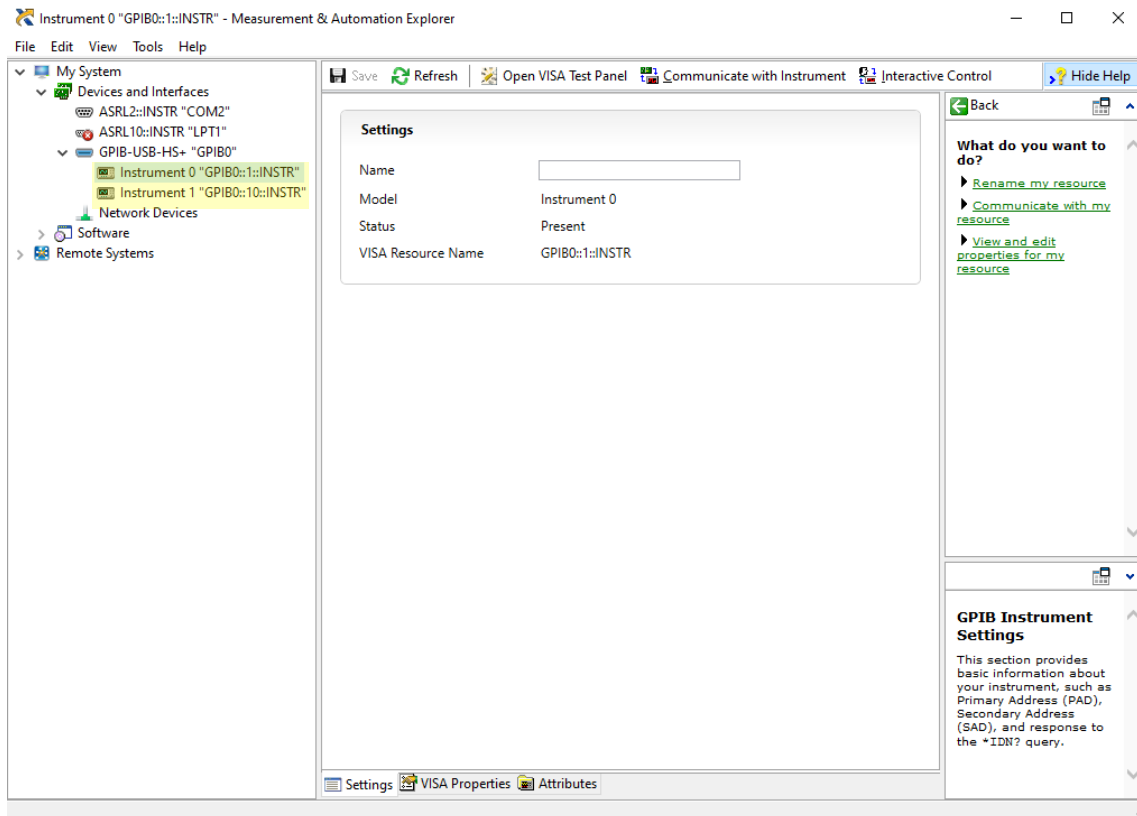 Instrument 0 "GPIB0::1::INSTR" - Measurement & Automation Explorer
File Edit View Tools Help
My System
Devices and Interfaces
ASRL2::INSTR "COM2"
ASRL10::INSTR "LPT1"
GPIB-USB-HS+ "GPIB0"
Instrument 0 "GPIB0::1::INSTR"
Instrument 1 "GPIB0::10::INSTR"
Network Devices
Software
Remote Systems
Save Refresh Open VISA Test Panel Communicate with Instrument Interactive Control Hide Help
Settings
Name
Model Instrument 0
Status Present
VISA Resource Name GPIB0::1::INSTR
Settings VISA Properties Attributes
Back
What do you want to
do?
Rename my resource
Communicate with my
resource
View and edit
properties for my
resource
GPIB Instrument
Settings
This section provides
basic information about
your instrument, such as
Primary Address (PAD),
Secondary Address
(SAD), and response to
the *IDN? query.